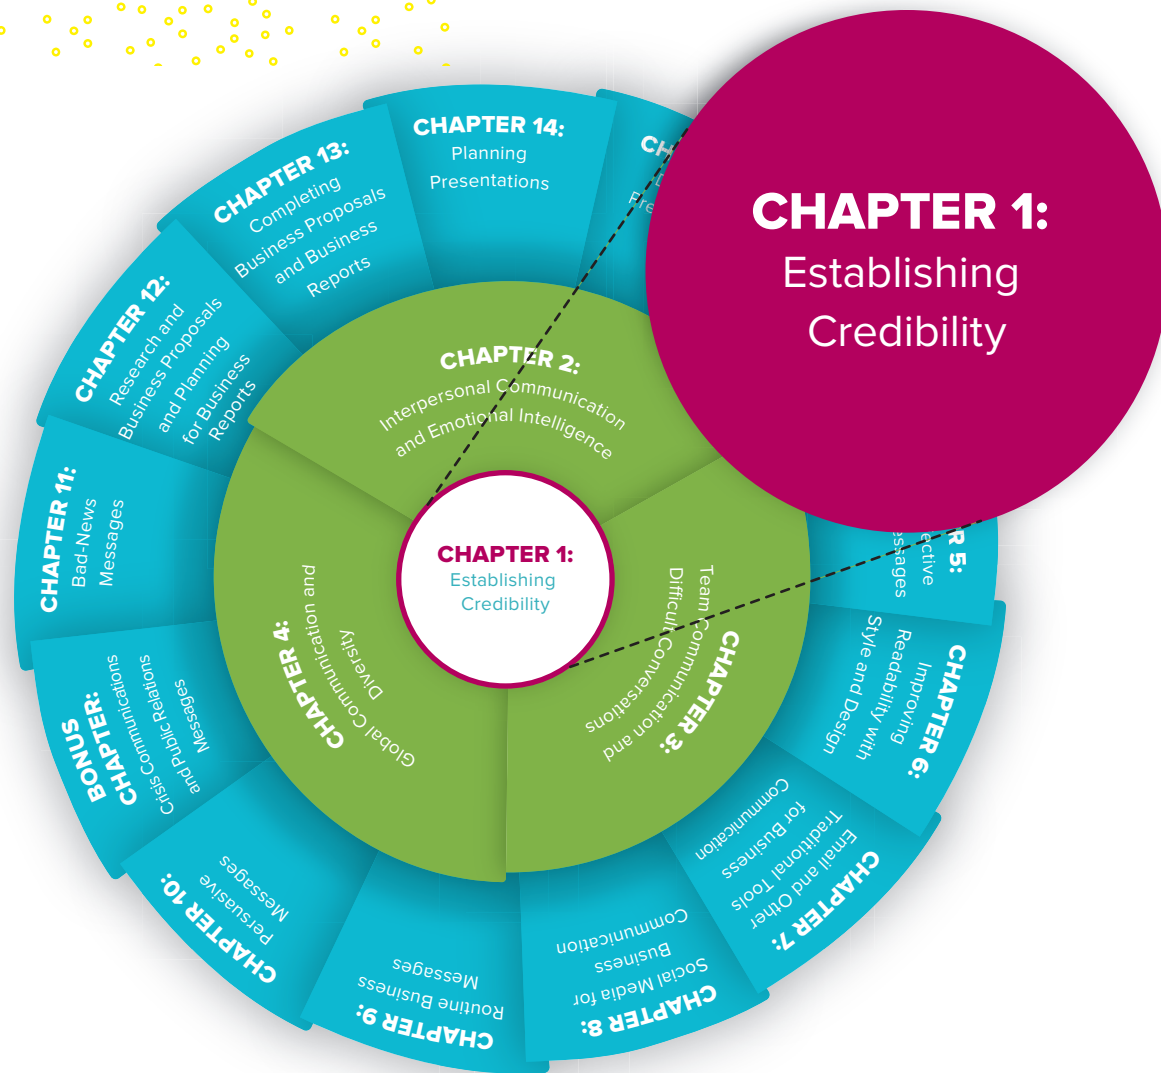 CHAPTER 1:
Establishing
Credibility
CHAPTER 14:
Planning
Presentations
CHAPTER 13:
Completing
Business Proposals
and Business
Reports
CHAPTER 12:
Research and
Business Proposals
and Planning
for Business
Reports
CHAPTER 11:
Bad-News
Messages
BONUS
CHAPTER:
Crisis Communications
and Public Relations
Messages
CHAPTER 10:
Persuasive
Messages
CHAPTER 9:
Routine Business
Messages
CHAPTER 8:
Social Media for
Business
Communication
CHAPTER 7:
Email and Other
Traditional Tools
for Business
Communication
CHAPTER 6:
Improving
Readability with
Style and Design
R 5:
ective
essages
CHAPTER 2:
Interpersonal Communication
and Emotional Intelligence
CHAPTER 3:
Team Communication and
Difficult Conversations
CHAPTER 4:
Global Communication and
Diversity
CHAPTER 1:
Establishing
Credibility